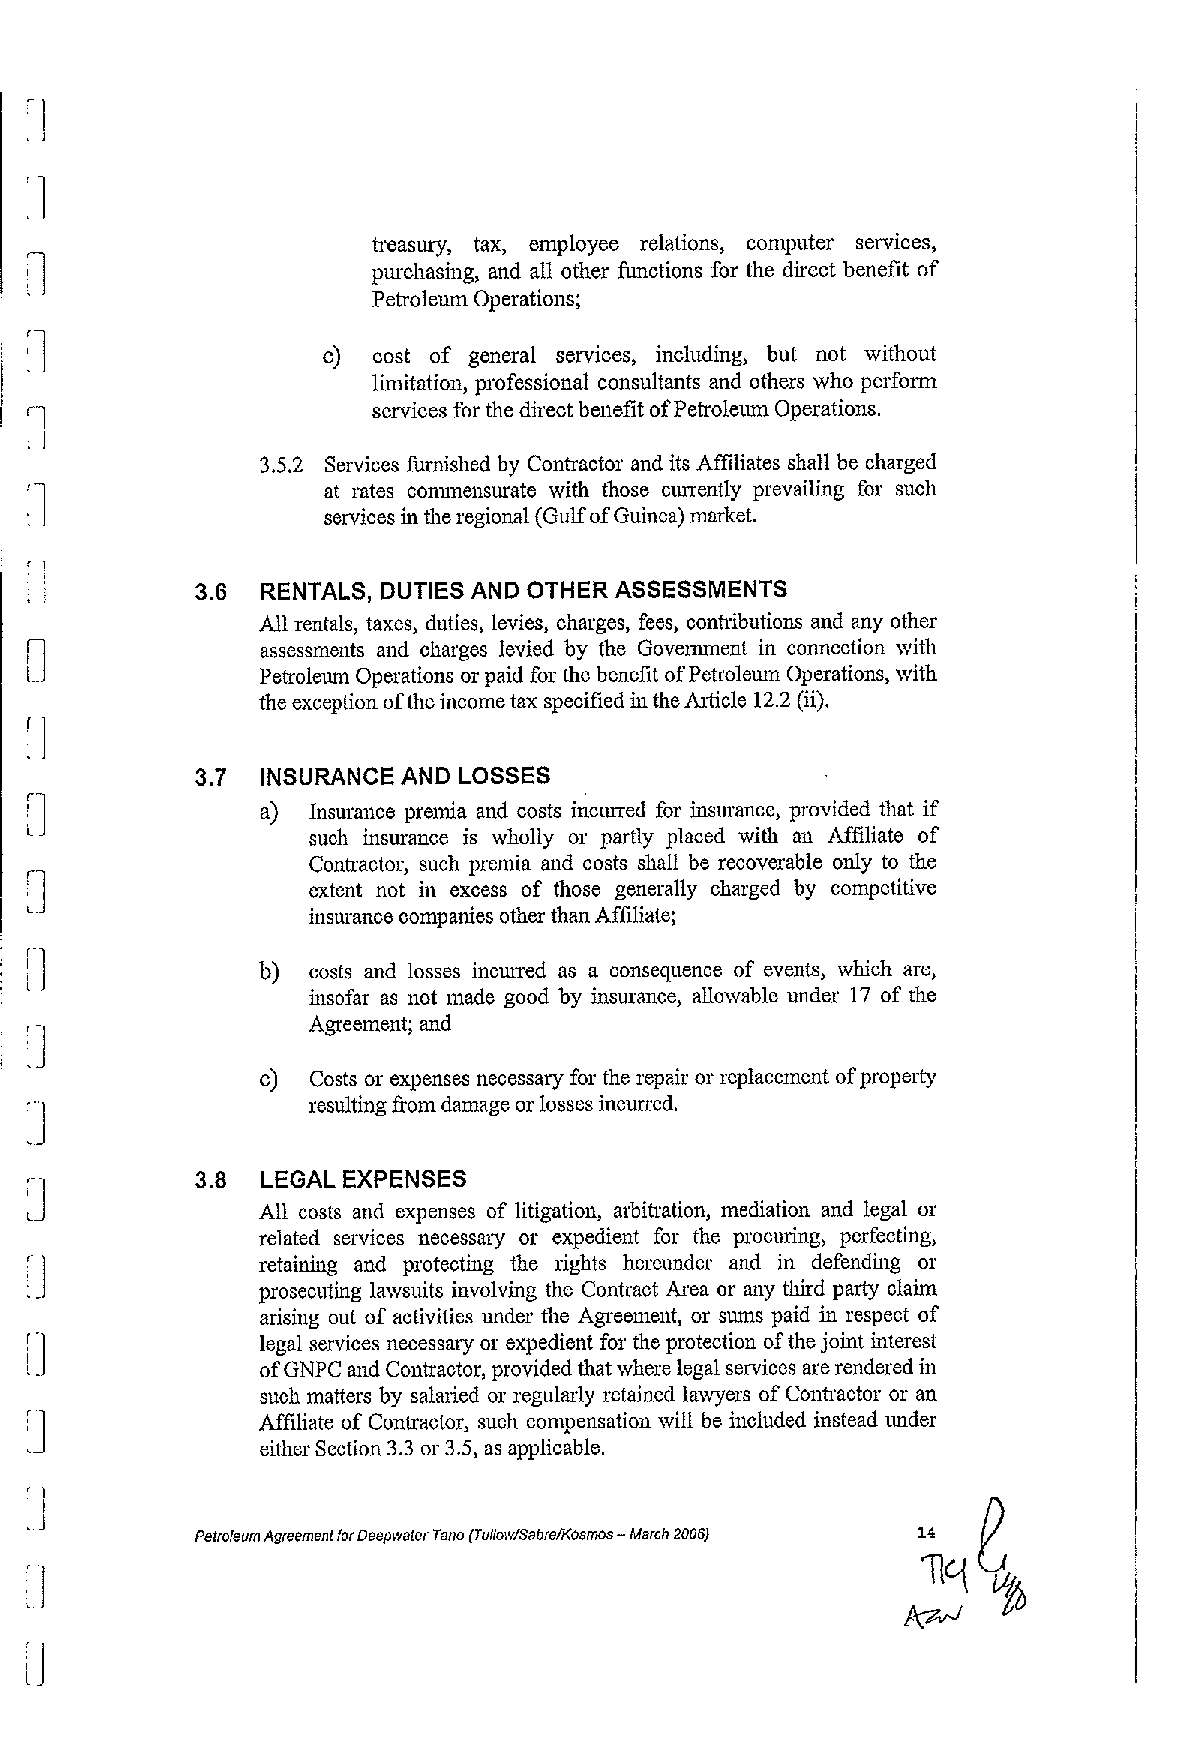 treasury, tax, employee relations, computer services,
purchasing, and all other functions for the direct benefit of
Petroleum Operations;
c) cost of general services, including, but not without
limitation, professional consultants and others who perform
services for the direct benefit of Petroleum Operations.
3.5.2 Services furnished by Contractor and its Affiliates shall be charged
at rates commensurate with those currently prevailing for such
services in the regional (Gulf of Guinea) market.
3.6 RENTALS, DUTIES AND OTHER ASSESSMENTS
All rentals, taxes, duties, levies, charges, fees, contributions and any other
assessments and charges levied by the Government in connection with
Petroleum Operations or paid for the benefit of Petroleum Operations, with
the exception of the income tax specified in the Article 12.2 (ii).
3.7 INSURANCE AND LOSSES
a) Insurance premia and costs incurred for insurance, provided that if
such insurance is wholly or partly placed with an Affiliate of
Contractor, such premia and costs shall be recoverable only to the
extent not in excess of those generally charged by competitive
insurance companies other than Affiliate;
b) costs and losses incurred as a consequence of events, which are,
insofar as not made good by insurance, allowable under 17 of the
Agreement; and
c) Costs or expenses necessary for the repair or replacement of property
resulting from damage or losses incurred.
3.8 LEGAL EXPENSES
All costs and expenses of litigation, arbitration, mediation and legal or
related services necessary or expedient for the procuring, perfecting,
retaining and protecting the rights hereunder and in defending or
prosecuting lawsuits involving the Contract Area or any third party claim
arising out of activities under the Agreement, or sums paid in respect of
legal services necessary or expedient for the protection of the joint interest
of GNPC and Contractor, provided that where legal services are rendered in
such matters by salaried or regularly retained lawyers of Contractor or an
Affiliate of Contractor, such compensation will be included instead under
either Section 3.3 or 3.5, as applicable.
Petroleum Agreement for Deepwater Tano (Tullow/Sabre/Kosmos – March 2006) 14